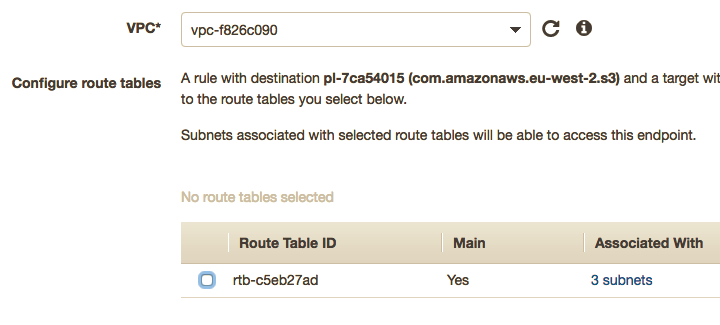 VPC* vpc-f826c090
Configure route tables A rule with destination pl-7ca54015 (com.amazonaws.eu-west-2.s3) and a target
to the route tables you select below.
Subnets associated with selected route tables will be able to access this endpoint.
No route tables selected
Route Table ID Main Associated With
rtb-c5eb27ad Yes 3 subnets